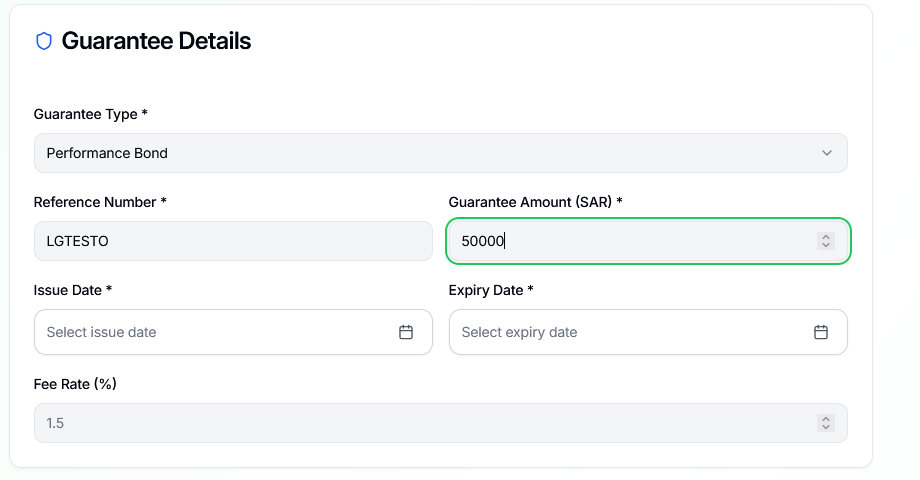 Guarantee Details
Guarantee Type *
Performance Bond
Reference Number *
Guarantee Amount (SAR) *
LGTESTO
50000
Issue Date *
Expiry Date *
Select issue date
Select expiry date
Fee Rate (%)
1.5